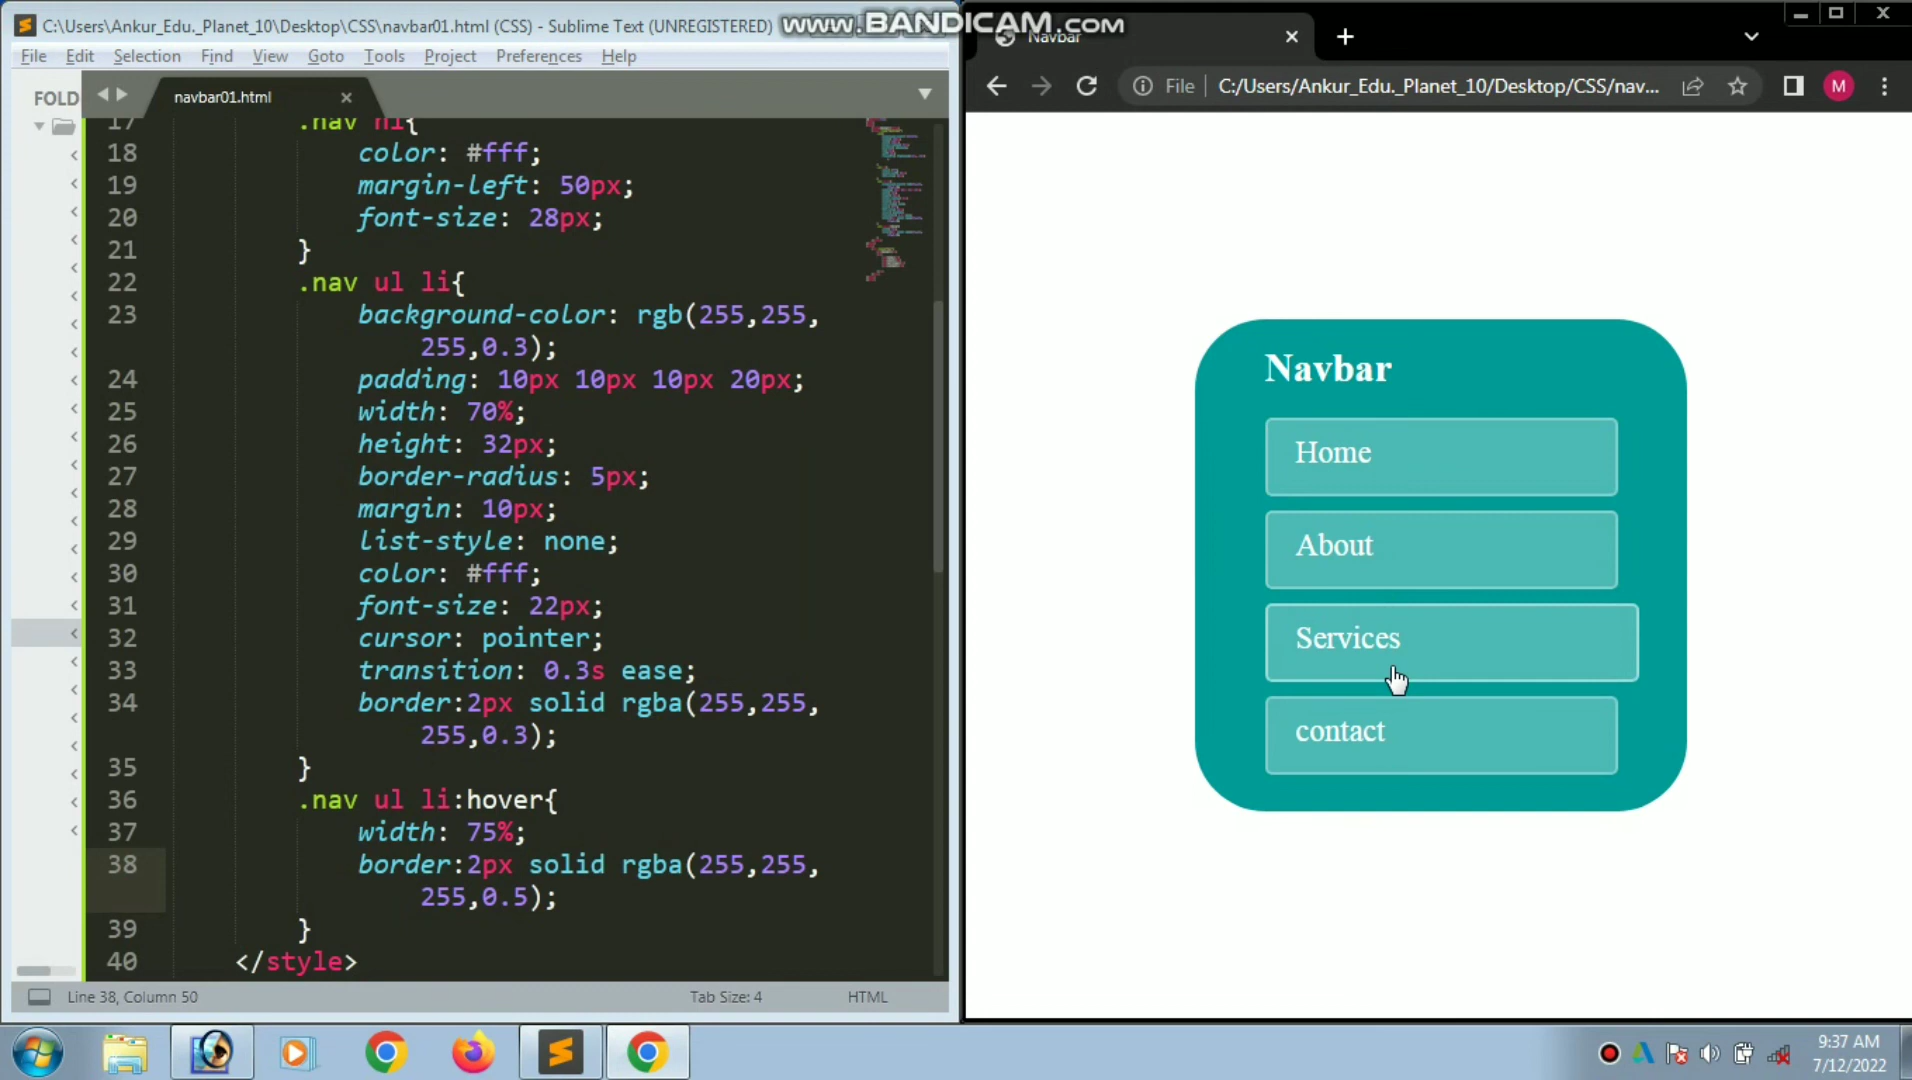 C:\Users\Ankur_Edu._Planet_10\Desktop\CSS\navbar01.html (CSS) - Sublime Text (UNREGISTERED)
www.BANDICAM.com
File Edit Selection Find View Goto Tools Project Preferences Help
FOLD
navbar01.html
17 .nav h1{
18 color: #fff;
19 margin-left: 50px;
20 font-size: 28px;
21 }
22 .nav ul li{
23 background-color: rgb(255,255,
255,0.3);
24 padding: 10px 10px 10px 20px;
25 width: 70%;
26 height: 32px;
27 border-radius: 5px;
28 margin: 10px;
29 list-style: none;
30 color: #fff;
31 font-size: 22px;
32 cursor: pointer;
33 transition: 0.3s ease;
34 border:2px solid rgba(255,255,
255,0.3);
35 }
36 .nav ul li:hover{
37 width: 75%;
38 border:2px solid rgba(255,255,
255,0.5);
39 }
40 </style>
Line 38, Column 50 Tab Size: 4 HTML
Navbar
File C:/Users/Ankur_Edu._Planet_10/Desktop/CSS/nav...
M
Navbar
Home
About
Services
contact
9:37 AM
7/12/2022